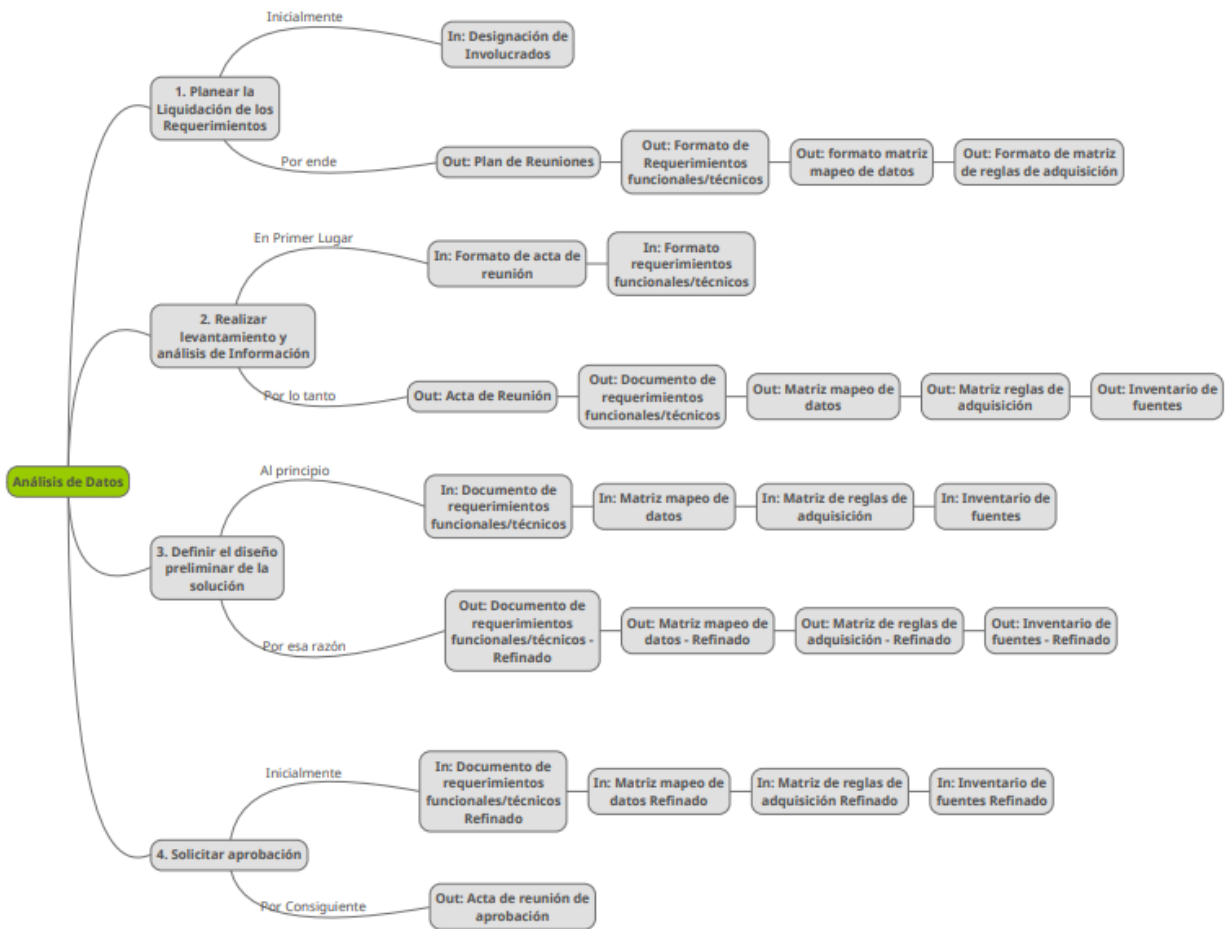 Análisis de Datos
1. Planear la
Liquidación de los
Requerimientos
Inicialmente
In: Designación de
Involucrados
Por ende
Out: Plan de Reuniones
Out: Formato de
Requerimientos
funcionales/técnicos
Out: formato matriz
mapeo de datos
Out: Formato de matriz
de reglas de adquisición
2. Realizar
levantamiento y
análisis de Información
En Primer Lugar
In: Formato de acta de
reunión
In: Formato
requerimientos
funcionales/técnicos
Por lo tanto
Out: Acta de Reunión
Out: Documento de
requerimientos
funcionales/técnicos
Out: Matriz mapeo de
datos
Out: Matriz reglas de
adquisición
Out: Inventario de
fuentes
3. Definir el diseño
preliminar de la
solución
Al principio
In: Documento de
requerimientos
funcionales/técnicos
In: Matriz mapeo de
datos
In: Matriz de reglas de
adquisición
In: Inventario de
fuentes
Por esa razón
Out: Documento de
requerimientos
funcionales/técnicos -
Refinado
Out: Matriz mapeo de
datos - Refinado
Out: Matriz de reglas de
adquisición - Refinado
Out: Inventario de
fuentes - Refinado
4. Solicitar aprobación
Inicialmente
In: Documento de
requerimientos
funcionales/técnicos
Refinado
In: Matriz mapeo de
datos Refinado
In: Matriz de reglas de
adquisición Refinado
In: Inventario de
fuentes Refinado
Por Consiguiente
Out: Acta de reunión de
aprobación